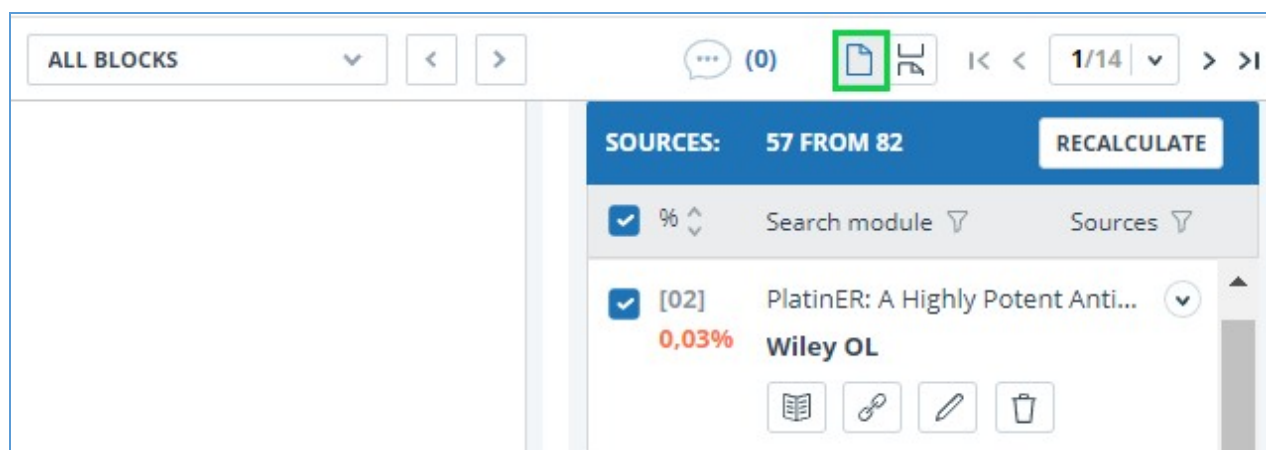 ALL BLOCKS
(0)
1/14
SOURCES: 57 FROM 82 RECALCULATE
% Search module Sources
[02] PlatinER: A Highly Potent Anti...
0,03% Wiley OL